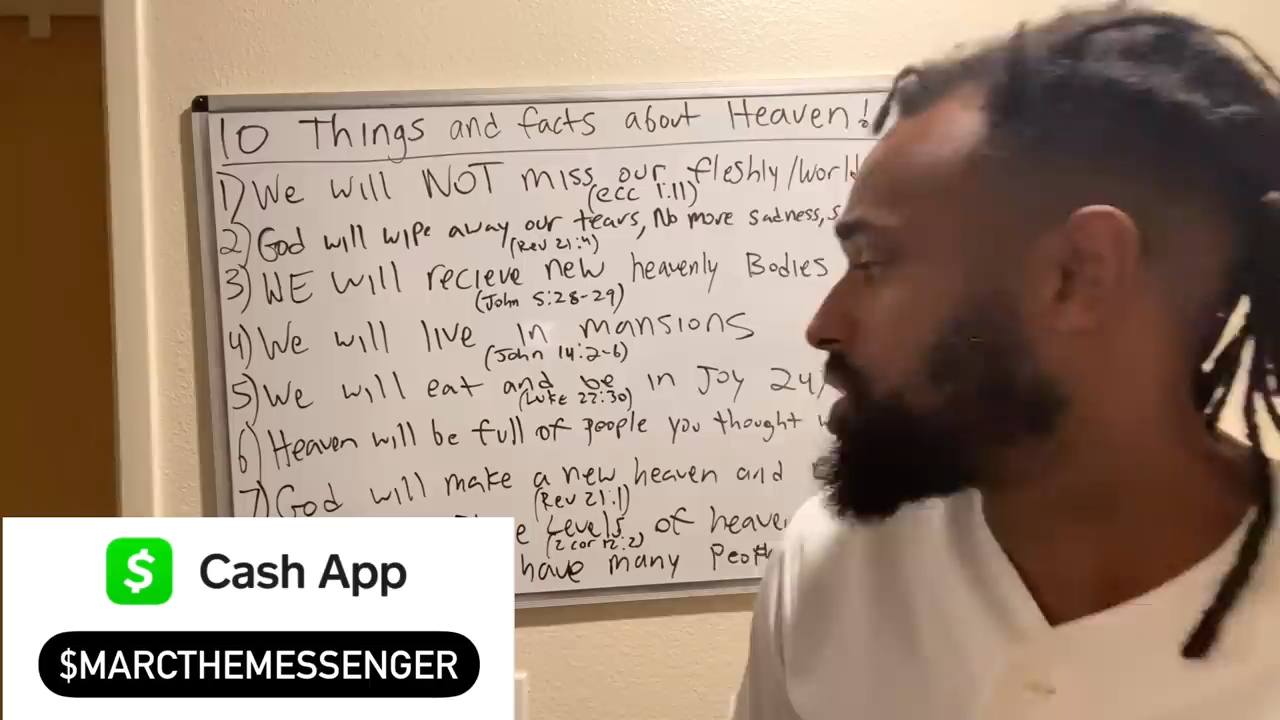 10 Things and facts about Heaven!
1) We will NOT miss our fleshly/worl
(ecc 1:11)
2) God will wipe away our tears, No more sadness, s
(Rev 21:4)
3) WE will recieve new heavenly Bodies
(John 5:28-29)
4) We will live in mansions
(John 14:2-6)
5) We will eat and be in Joy 24/
(Luke 22:30)
6) Heaven will be full of people you thought w
7) God will make a new heaven and
(Rev 21:1)
e Levels of heave
(2 cor 12:2)
have many Peo
$ Cash App
$MARCTHEMESSENGER